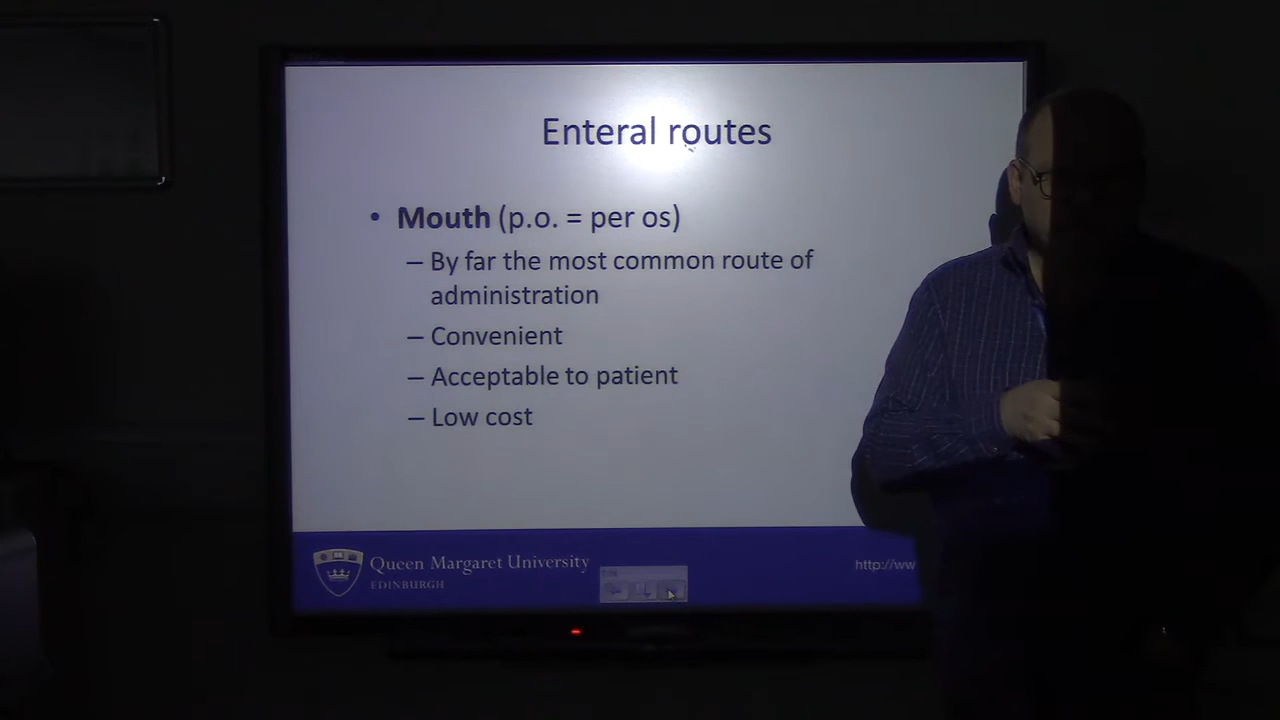 Enteral routes
• Mouth (p.o. = per os)
– By far the most common route of
administration
– Convenient
– Acceptable to patient
– Low cost
Queen Margaret University
EDINBURGH
http://ww